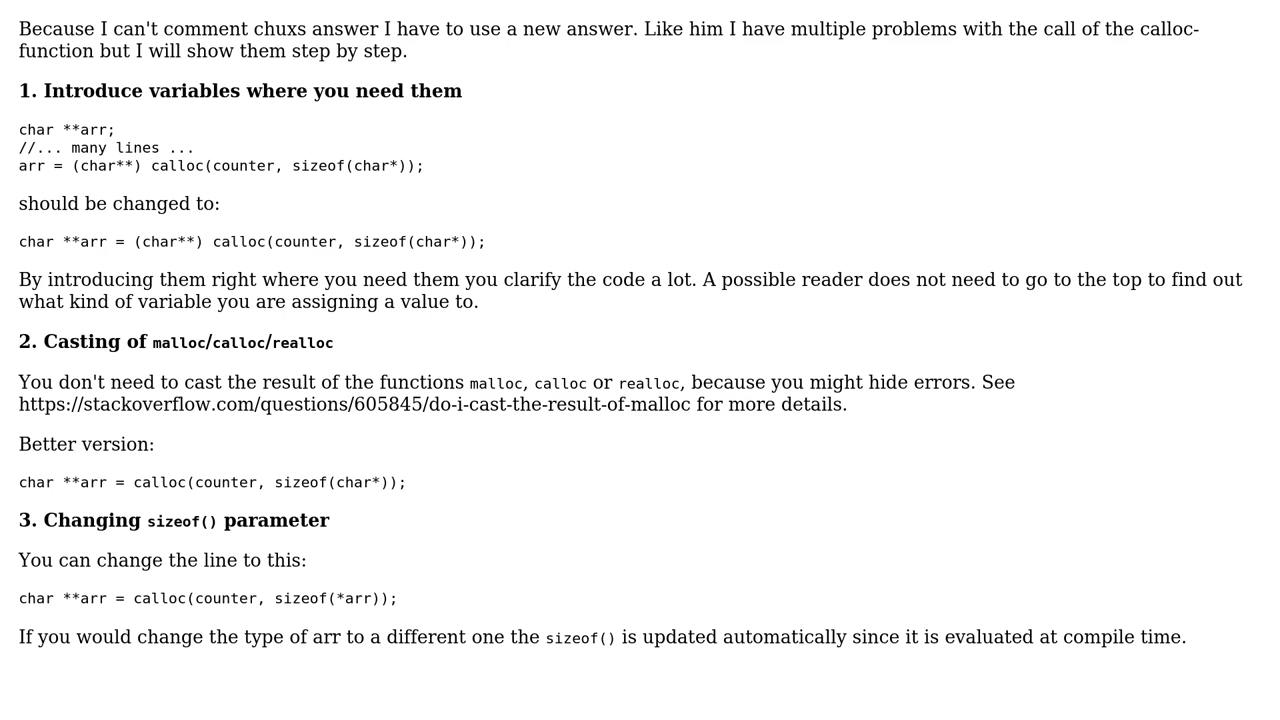 Because I can't comment chuxs answer I have to use a new answer. Like him I have multiple problems with the call of the calloc-
function but I will show them step by step.
1. Introduce variables where you need them
char **arr;
//... many lines ...
arr = (char**) calloc(counter, sizeof(char*));
should be changed to:
char **arr = (char**) calloc(counter, sizeof(char*));
By introducing them right where you need them you clarify the code a lot. A possible reader does not need to go to the top to find out
what kind of variable you are assigning a value to.
2. Casting of malloc/calloc/realloc
You don't need to cast the result of the functions malloc, calloc or realloc, because you might hide errors. See
https://stackoverflow.com/questions/605845/do-i-cast-the-result-of-malloc for more details.
Better version:
char **arr = calloc(counter, sizeof(char*));
3. Changing sizeof() parameter
You can change the line to this:
char **arr = calloc(counter, sizeof(*arr));
If you would change the type of arr to a different one the sizeof() is updated automatically since it is evaluated at compile time.